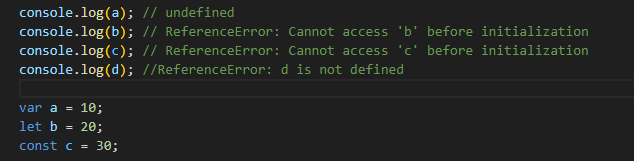 console.log(a); // undefined
console.log(b); // ReferenceError: Cannot access 'b' before initialization
console.log(c); // ReferenceError: Cannot access 'c' before initialization
console.log(d); //ReferenceError: d is not defined
var a = 10;
let b = 20;
const c = 30;